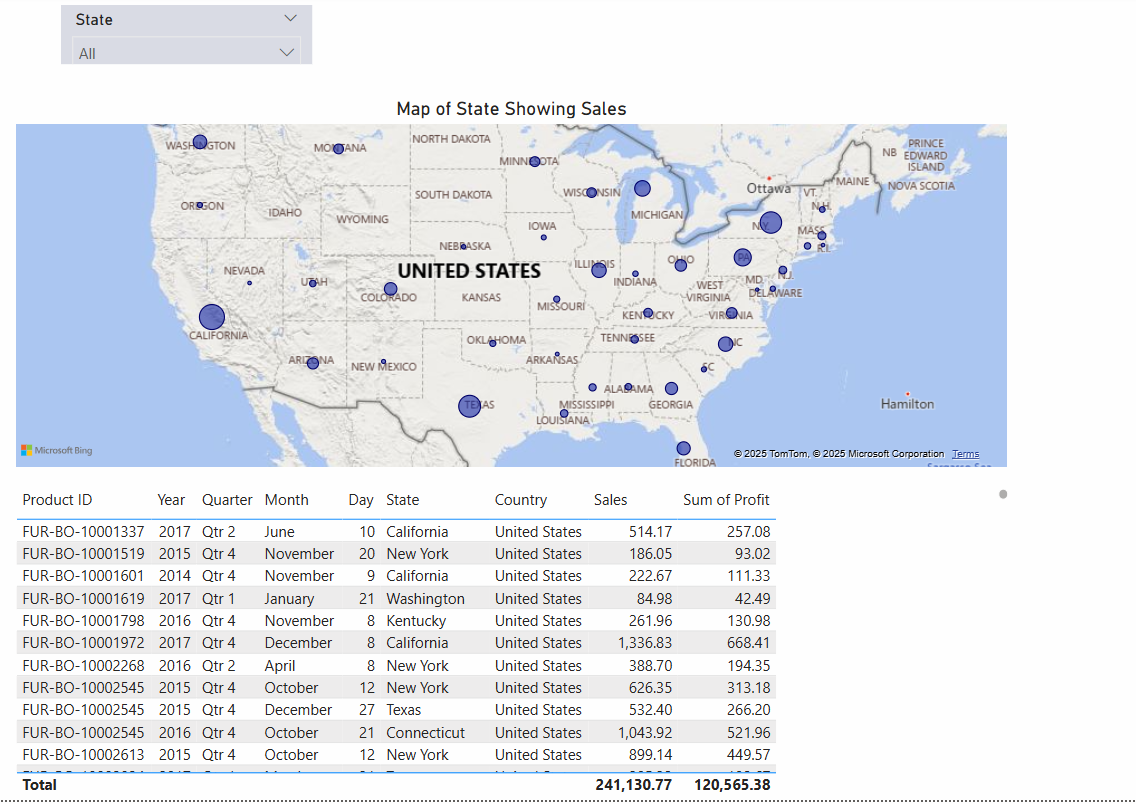 State
All
Map of State Showing Sales
WASHINGTON
MONTANA
NORTH DAKOTA
MINNESOTA
NB
PRINCE
EDWARD
ISLAND
NOVA SCOTIA
MAINE
Ottawa
VT.
N.H.
OREGON
IDAHO
WYOMING
SOUTH DAKOTA
WISCONSIN
MICHIGAN
NY
MASS.
R.I.
IOWA
NEBRASKA
NEVADA
UTAH
COLORADO
UNITED STATES
KANSAS
ILLINOIS
INDIANA
OHIO
PA
N.J.
MD.
DELAWARE
WEST
VIRGINIA
MISSOURI
KENTUCKY
VIRGINIA
CALIFORNIA
ARIZONA
NEW MEXICO
OKLAHOMA
ARKANSAS
TENNESSEE
NC
SC
TEXAS
ALABAMA
MISSISSIPPI
GEORGIA
LOUISIANA
FLORIDA
Hamilton
Microsoft Bing
© 2025 TomTom, © 2025 Microsoft Corporation Terms
Product ID Year Quarter Month Day State Country Sales Sum of Profit
FUR-BO-10001337 2017 Qtr 2 June 10 California United States 514.17 257.08
FUR-BO-10001519 2015 Qtr 4 November 20 New York United States 186.05 93.02
FUR-BO-10001601 2014 Qtr 4 November 9 California United States 222.67 111.33
FUR-BO-10001619 2017 Qtr 1 January 21 Washington United States 84.98 42.49
FUR-BO-10001798 2016 Qtr 4 November 8 Kentucky United States 261.96 130.98
FUR-BO-10001972 2017 Qtr 4 December 8 California United States 1,336.83 668.41
FUR-BO-10002268 2016 Qtr 2 April 8 New York United States 388.70 194.35
FUR-BO-10002545 2015 Qtr 4 October 12 New York United States 626.35 313.18
FUR-BO-10002545 2015 Qtr 4 December 27 Texas United States 532.40 266.20
FUR-BO-10002545 2016 Qtr 4 October 21 Connecticut United States 1,043.92 521.96
FUR-BO-10002613 2015 Qtr 4 October 12 New York United States 899.14 449.57
Total 241,130.77 120,565.38